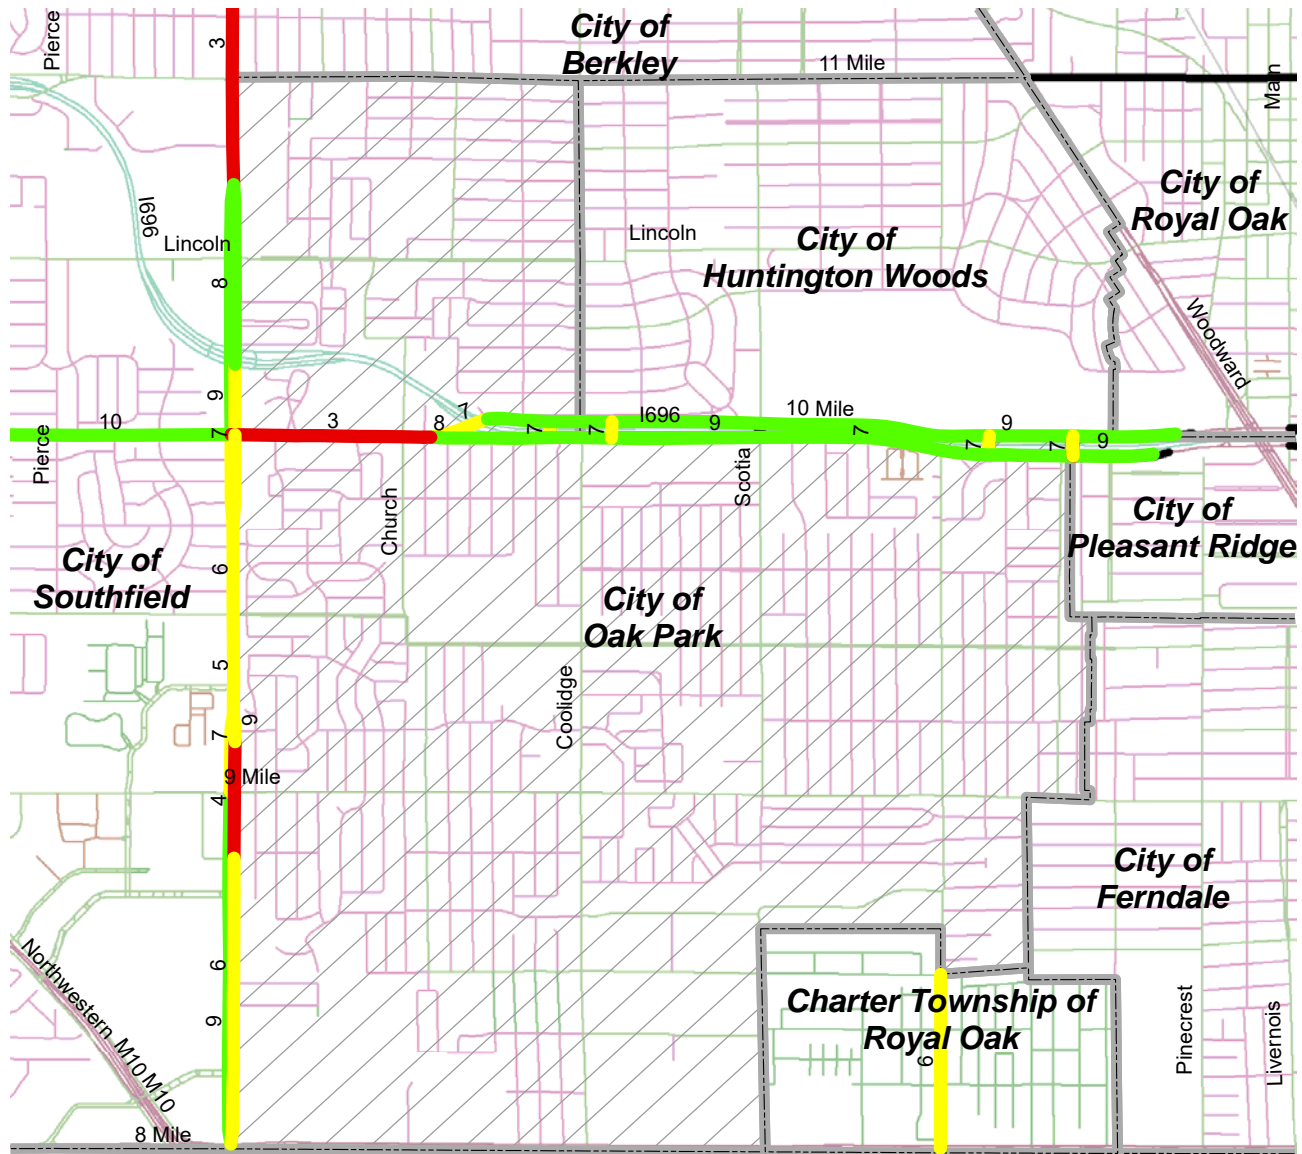 City of
Berkley
Pierce
3
11 Mile
Main
City of
Royal Oak
I696
Lincoln
Lincoln
City of
Huntington Woods
8
Woodward
9
10
7
3
8
7
7
7
I696
9
10 Mile
7
9
7
7
9
Pierce
Church
Scotia
City of
Pleasant Ridge
City of
Southfield
6
City of
Oak Park
5
Coolidge
9
7
9 Mile
4
City of
Ferndale
Northwestern
M10
M10
6
9
Charter Township of
Royal Oak
6
Pinecrest
Livernois
8 Mile